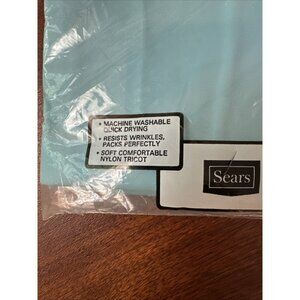 • MACHINE WASHABLE
QUICK DRYING
• RESISTS WRINKLES,
PACKS PERFECTLY
• SOFT COMFORTABLE
NYLON TRICOT
Sears